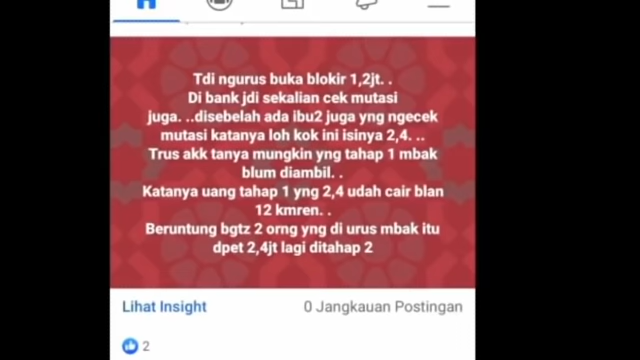 Tdi ngurus buka blokir 1,2jt. .
Di bank jdi sekalian cek mutasi
juga. ..disebelah ada ibu2 juga yng ngecek
mutasi katanya loh kok ini isinya 2,4. ..
Trus akk tanya mungkin yng tahap 1 mbak
blum diambil. .
Katanya uang tahap 1 yng 2,4 udah cair blan
12 kmren. .
Beruntung bgtz 2 orng yng di urus mbak itu
dpet 2,4jt lagi ditahap 2
Lihat Insight
0 Jangkauan Postingan
2